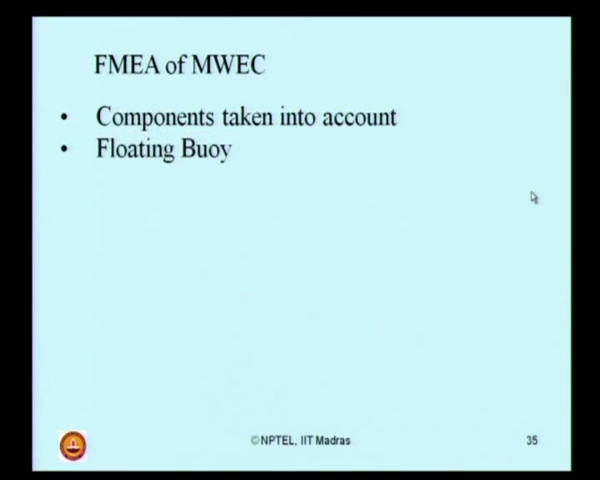 FMEA of MWEC
• Components taken into account
• Floating Buoy
©NPTEL, IIT Madras
35